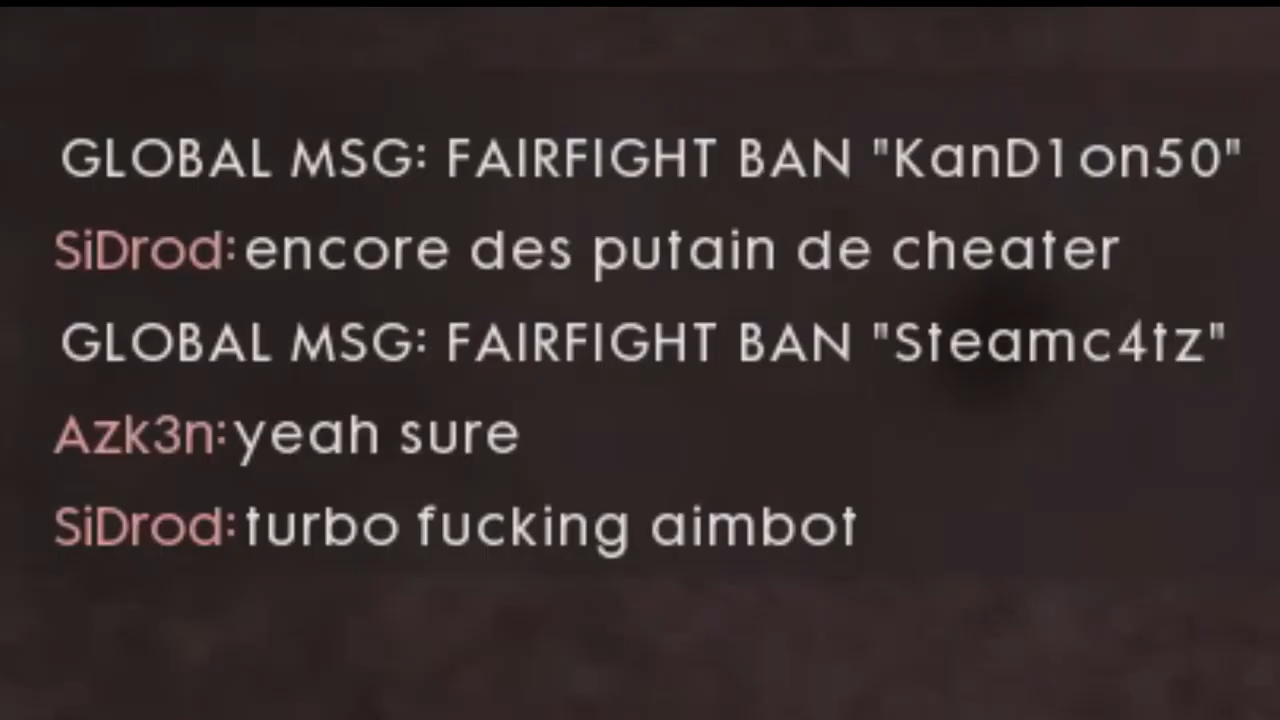 GLOBAL MSG: FAIRFIGHT BAN "KanD1on50"
SiDrod: encore des putain de cheater
GLOBAL MSG: FAIRFIGHT BAN "Steamc4tz"
Azk3n: yeah sure
SiDrod: turbo fucking aimbot